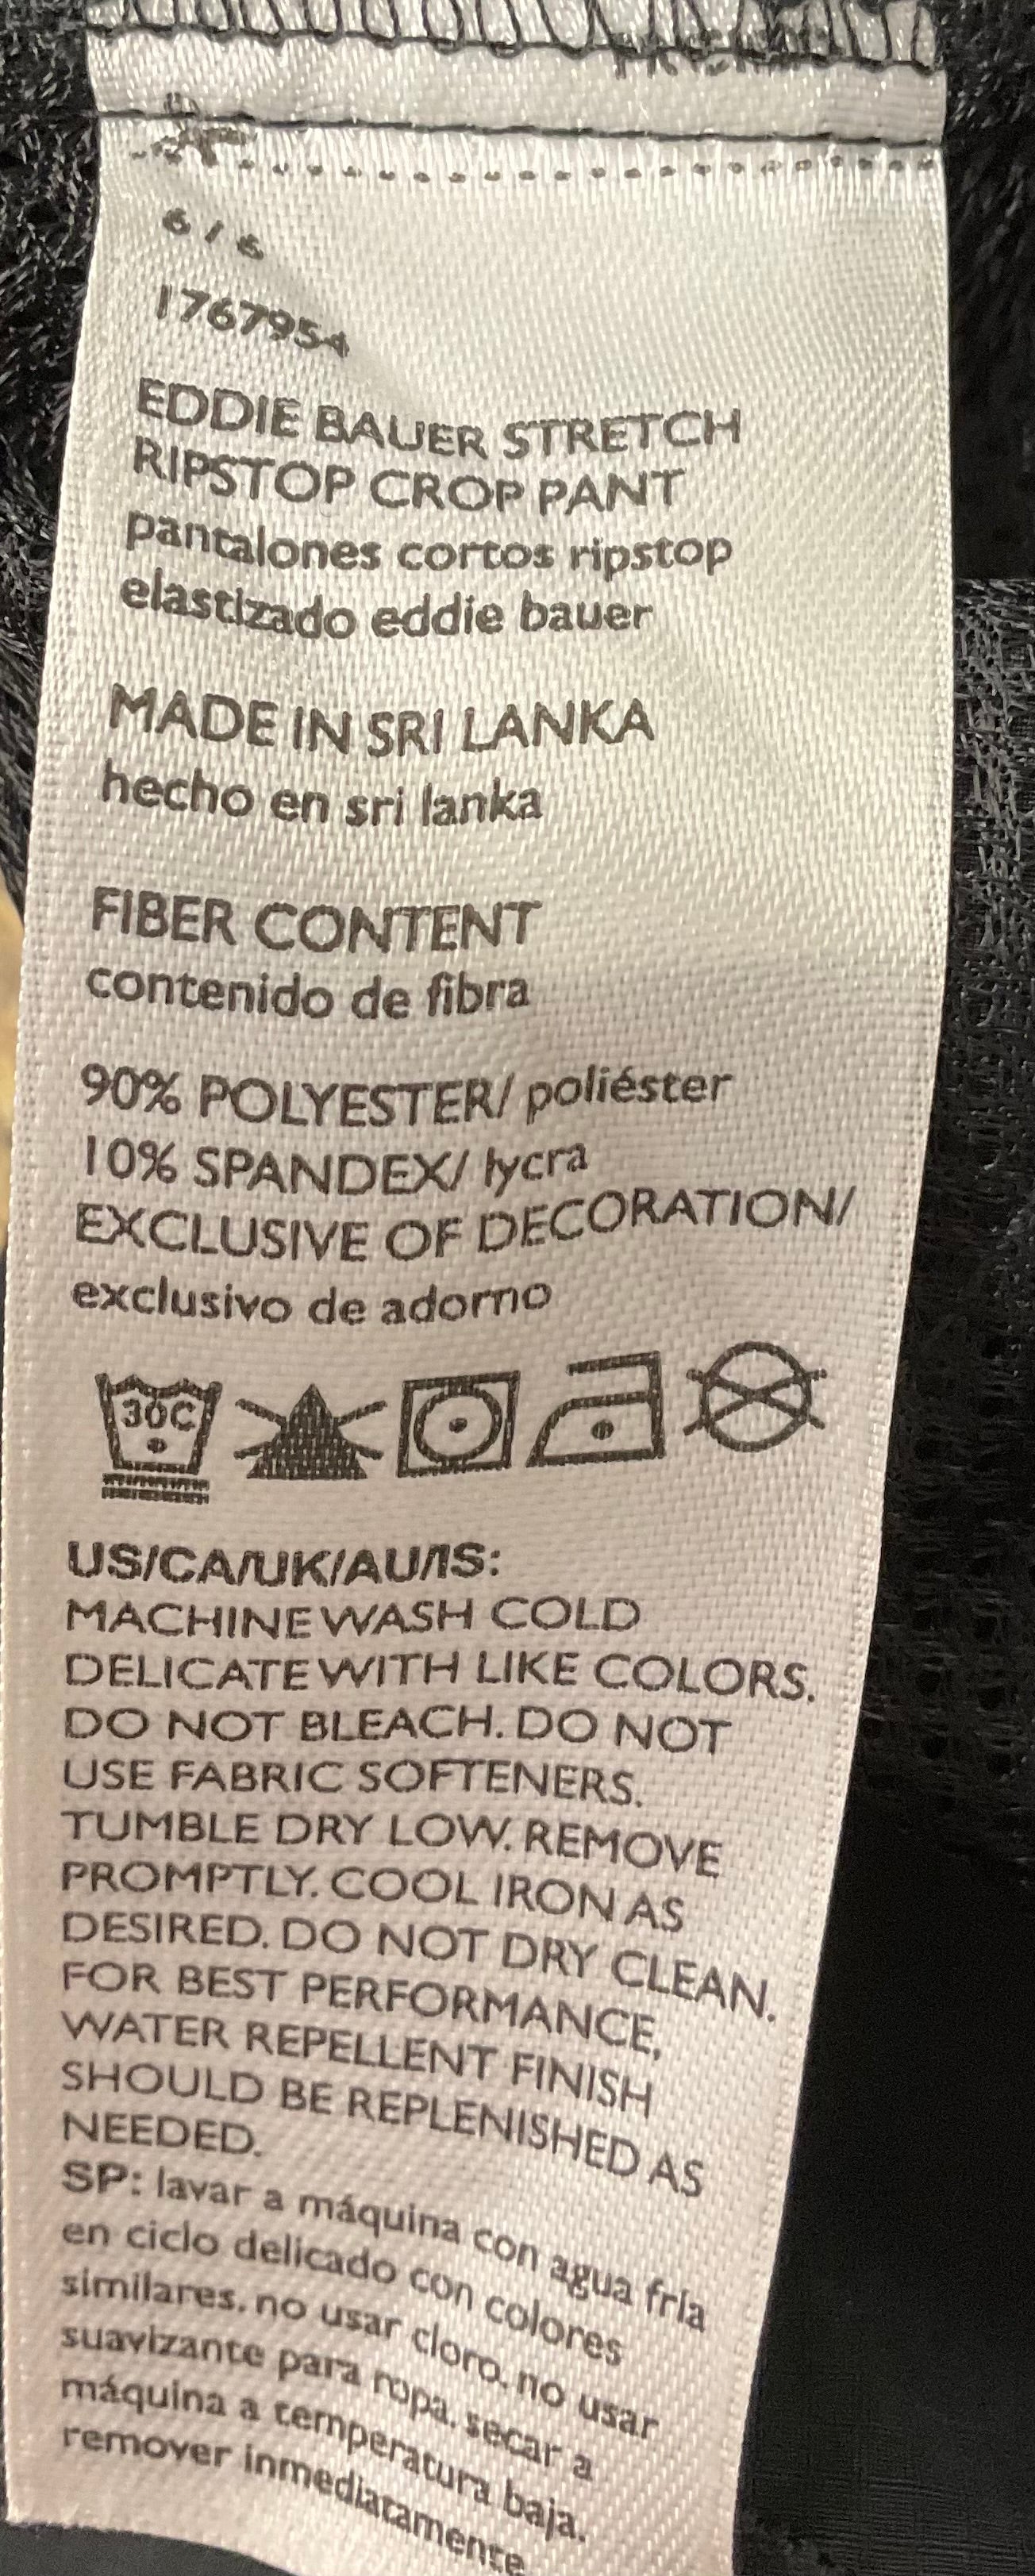 6 / 6
1767954
EDDIE BAUER STRETCH
RIPSTOP CROP PANT
pantalones cortos ripstop
elastizado eddie bauer
MADE IN SRI LANKA
hecho en sri lanka
FIBER CONTENT
contenido de fibra
90% POLYESTER/ poliéster
10% SPANDEX/ lycra
EXCLUSIVE OF DECORATION/
exclusivo de adorno
30C
US/CA/UK/AU/IS:
MACHINE WASH COLD
DELICATE WITH LIKE COLORS.
DO NOT BLEACH. DO NOT
USE FABRIC SOFTENERS.
TUMBLE DRY LOW. REMOVE
PROMPTLY. COOL IRON AS
DESIRED. DO NOT DRY CLEAN.
FOR BEST PERFORMANCE,
WATER REPELLENT FINISH
SHOULD BE REPLENISHED AS
NEEDED.
SP: lavar a máquina con agua fría
en ciclo delicado con colores
similares. no usar cloro. no usar
suavizante para ropa. secar a
máquina a temperatura baja.
remover inmediatamente